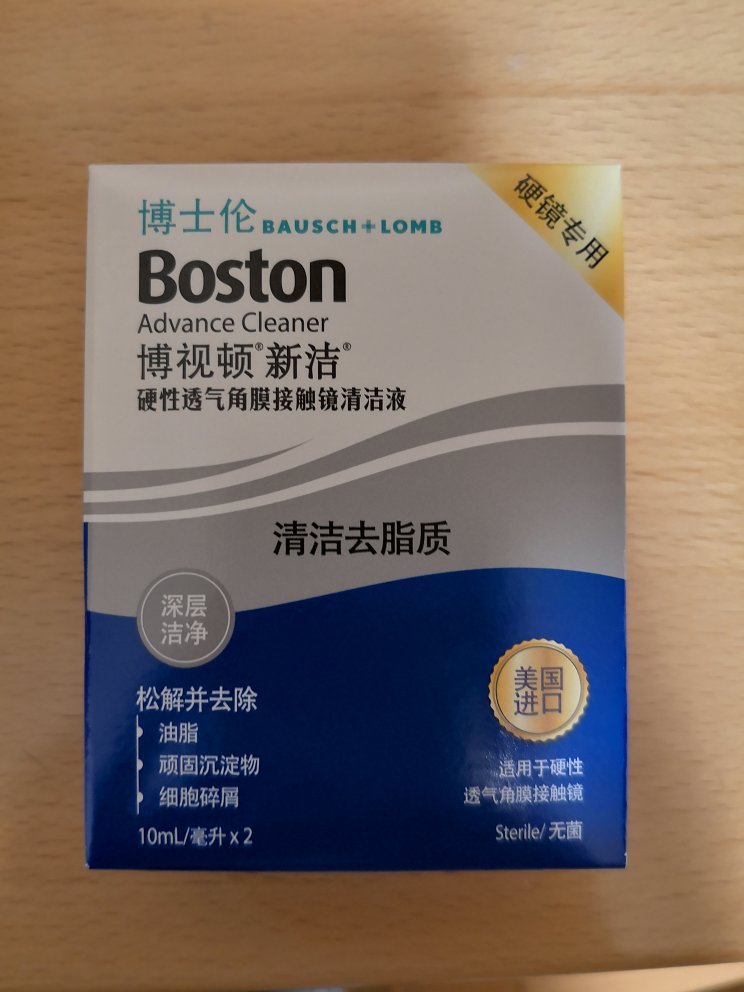 博士伦 BAUSCH+LOMB
硬镜专用
Boston
Advance Cleaner
博视顿®新洁®
硬性透气角膜接触镜清洁液
清洁去脂质
深层
洁净
松解并去除
油脂
顽固沉淀物
细胞碎屑
10mL/毫升 x 2
美国
进口
适用于硬性
透气角膜接触镜
Sterile/ 无菌